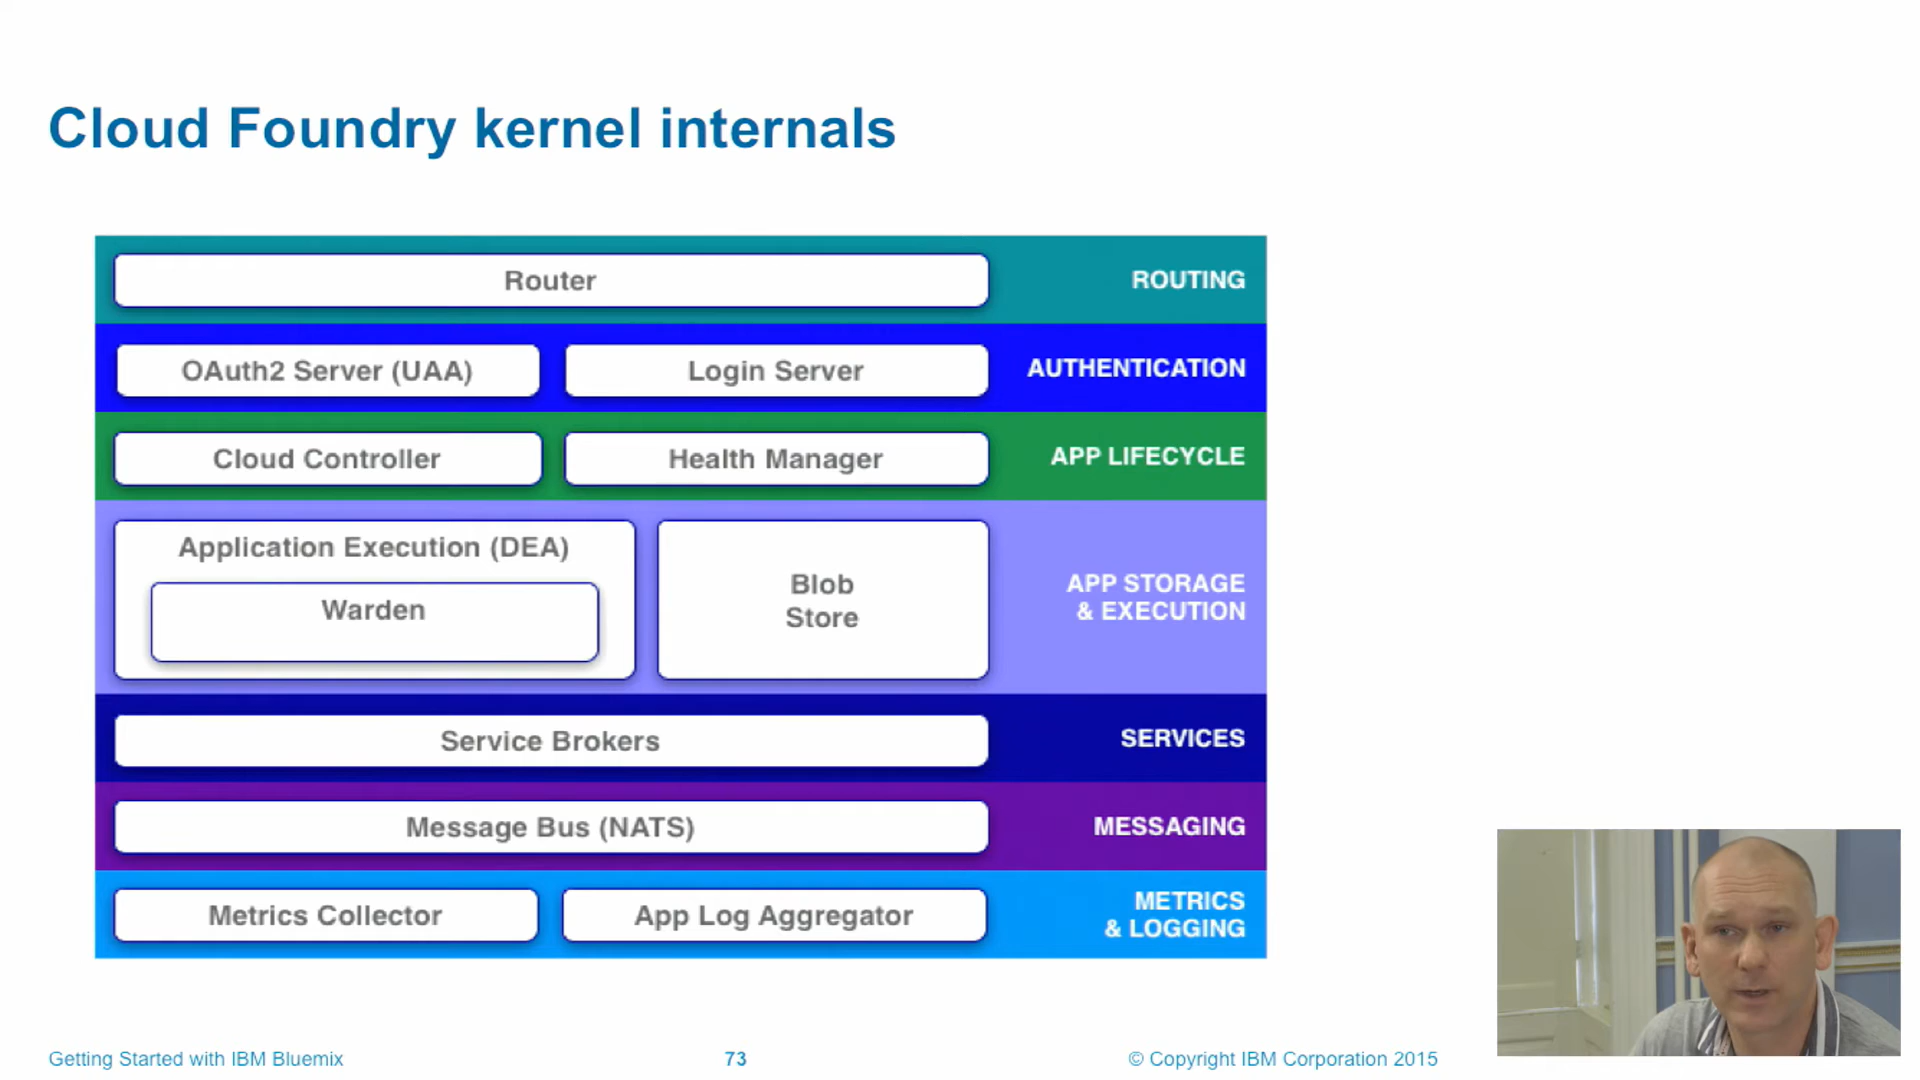 Cloud Foundry kernel internals
Router
ROUTING
OAuth2 Server (UAA)
Login Server
AUTHENTICATION
Cloud Controller
Health Manager
APP LIFECYCLE
Application Execution (DEA)
Warden
Blob
Store
APP STORAGE
& EXECUTION
Service Brokers
SERVICES
Message Bus (NATS)
MESSAGING
Metrics Collector
App Log Aggregator
METRICS
& LOGGING
Getting Started with IBM Bluemix
73
© Copyright IBM Corporation 2015